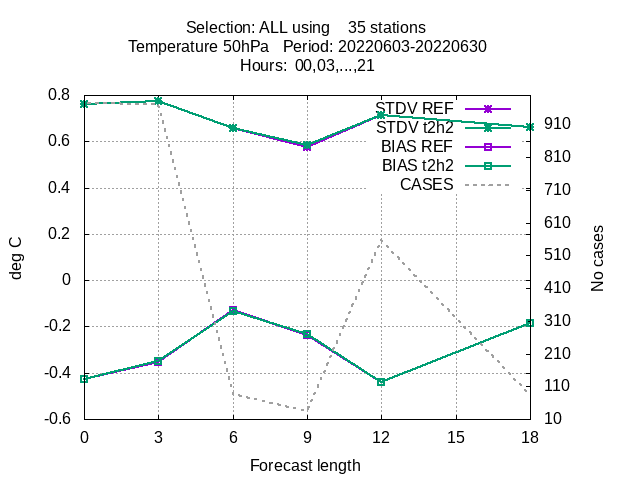 Selection: ALL using    35 stations
Temperature 50hPa   Period: 20220603-20220630
Hours:  00,03,...,21
0.8
0.6
0.4
0.2
0
-0.2
-0.4
-0.6
deg C
STDV REF
STDV t2h2
BIAS REF
BIAS t2h2
CASES
910
810
710
610
510
410
310
210
110
10
No cases
0 3 6 9 12 15 18
Forecast length